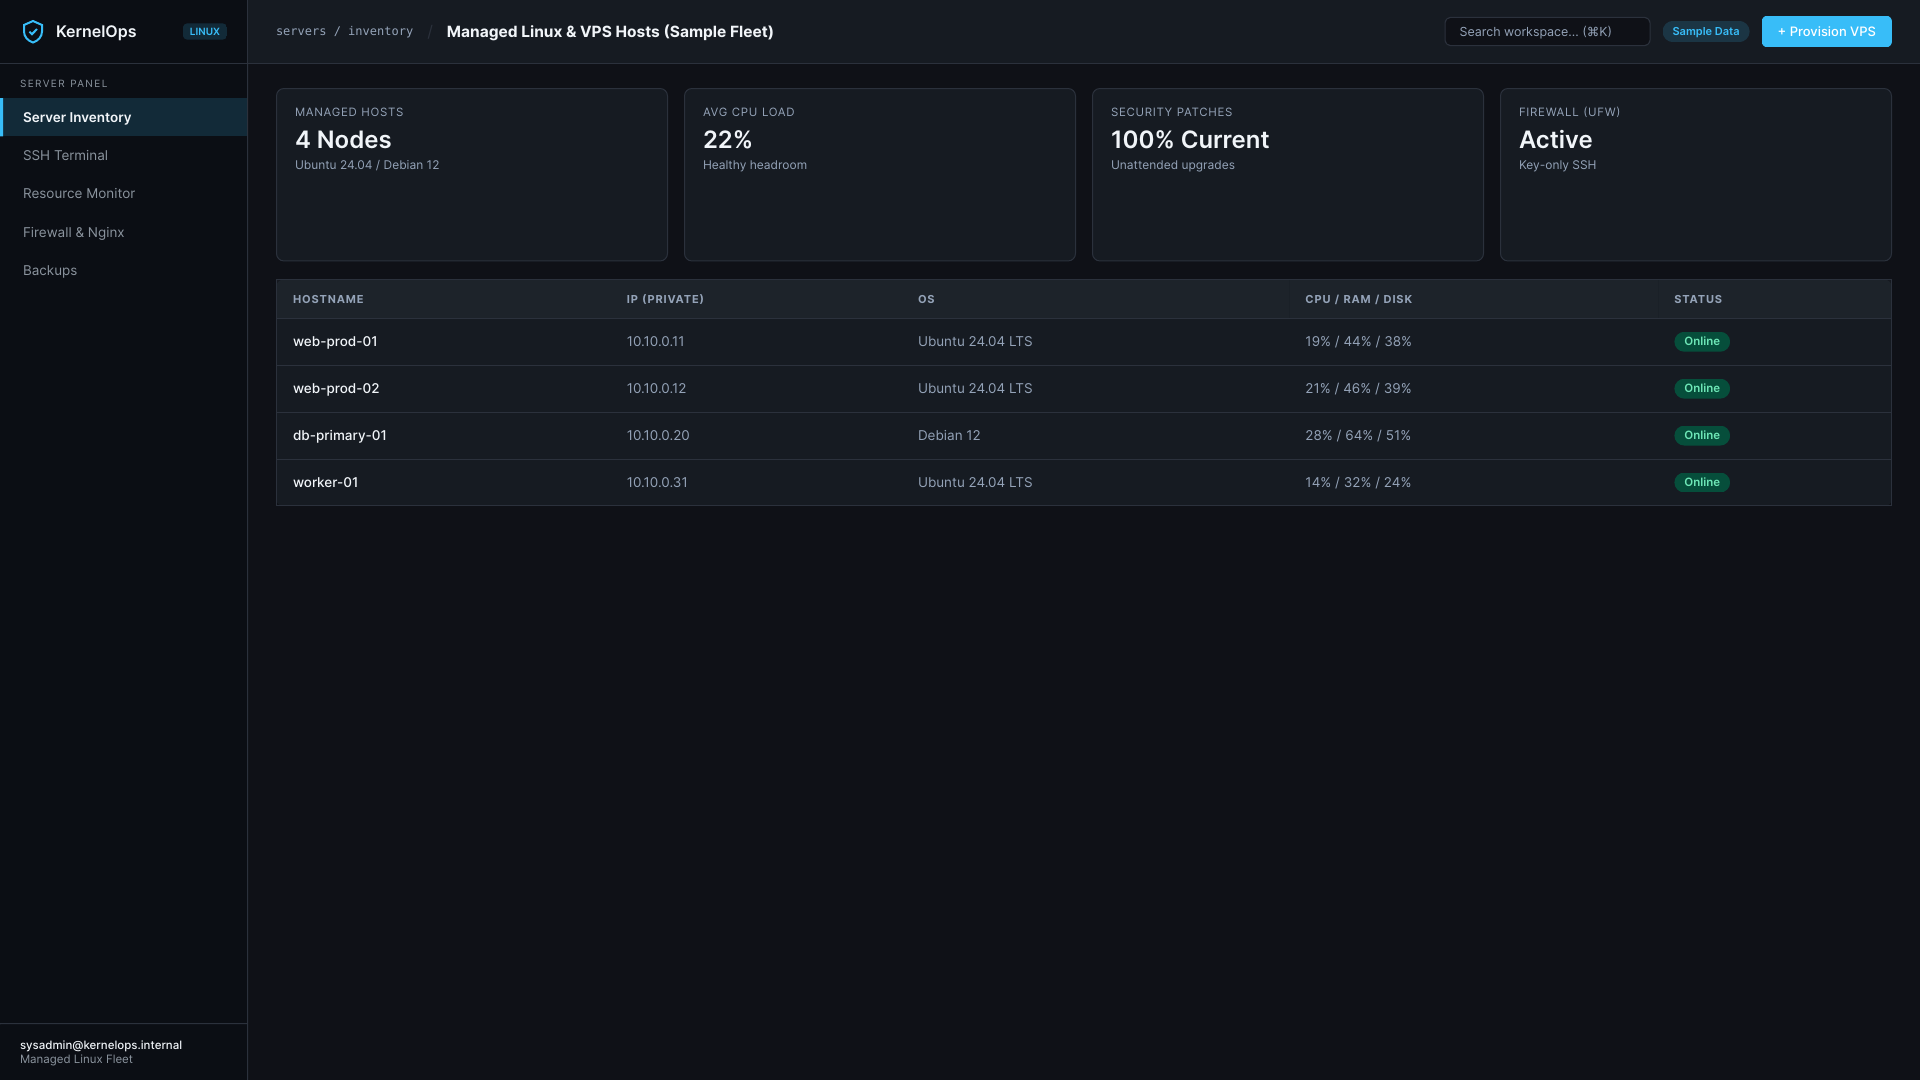 KernelOps LINUX
servers / inventory / Managed Linux & VPS Hosts (Sample Fleet) Search workspace... (⌘K) Sample Data + Provision VPS
SERVER PANEL
Server Inventory
SSH Terminal
Resource Monitor
Firewall & Nginx
Backups
MANAGED HOSTS
4 Nodes
Ubuntu 24.04 / Debian 12
AVG CPU LOAD
22%
Healthy headroom
SECURITY PATCHES
100% Current
Unattended upgrades
FIREWALL (UFW)
Active
Key-only SSH
HOSTNAME IP (PRIVATE) OS CPU / RAM / DISK STATUS
web-prod-01 10.10.0.11 Ubuntu 24.04 LTS 19% / 44% / 38% Online
web-prod-02 10.10.0.12 Ubuntu 24.04 LTS 21% / 46% / 39% Online
db-primary-01 10.10.0.20 Debian 12 28% / 64% / 51% Online
worker-01 10.10.0.31 Ubuntu 24.04 LTS 14% / 32% / 24% Online
sysadmin@kernelops.internal
Managed Linux Fleet